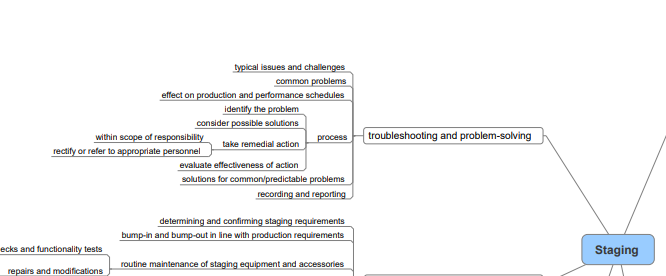 typical issues and challenges
common problems
effect on production and performance schedules
identify the problem
consider possible solutions
within scope of responsibility
take remedial action
rectify or refer to appropriate personnel
evaluate effectiveness of action
process
troubleshooting and problem-solving
solutions for common/predictable problems
recording and reporting
determining and confirming staging requirements
bump-in and bump-out in line with production requirements
and functionality tests
routine maintenance of staging equipment and accessories
repairs and modifications
Staging